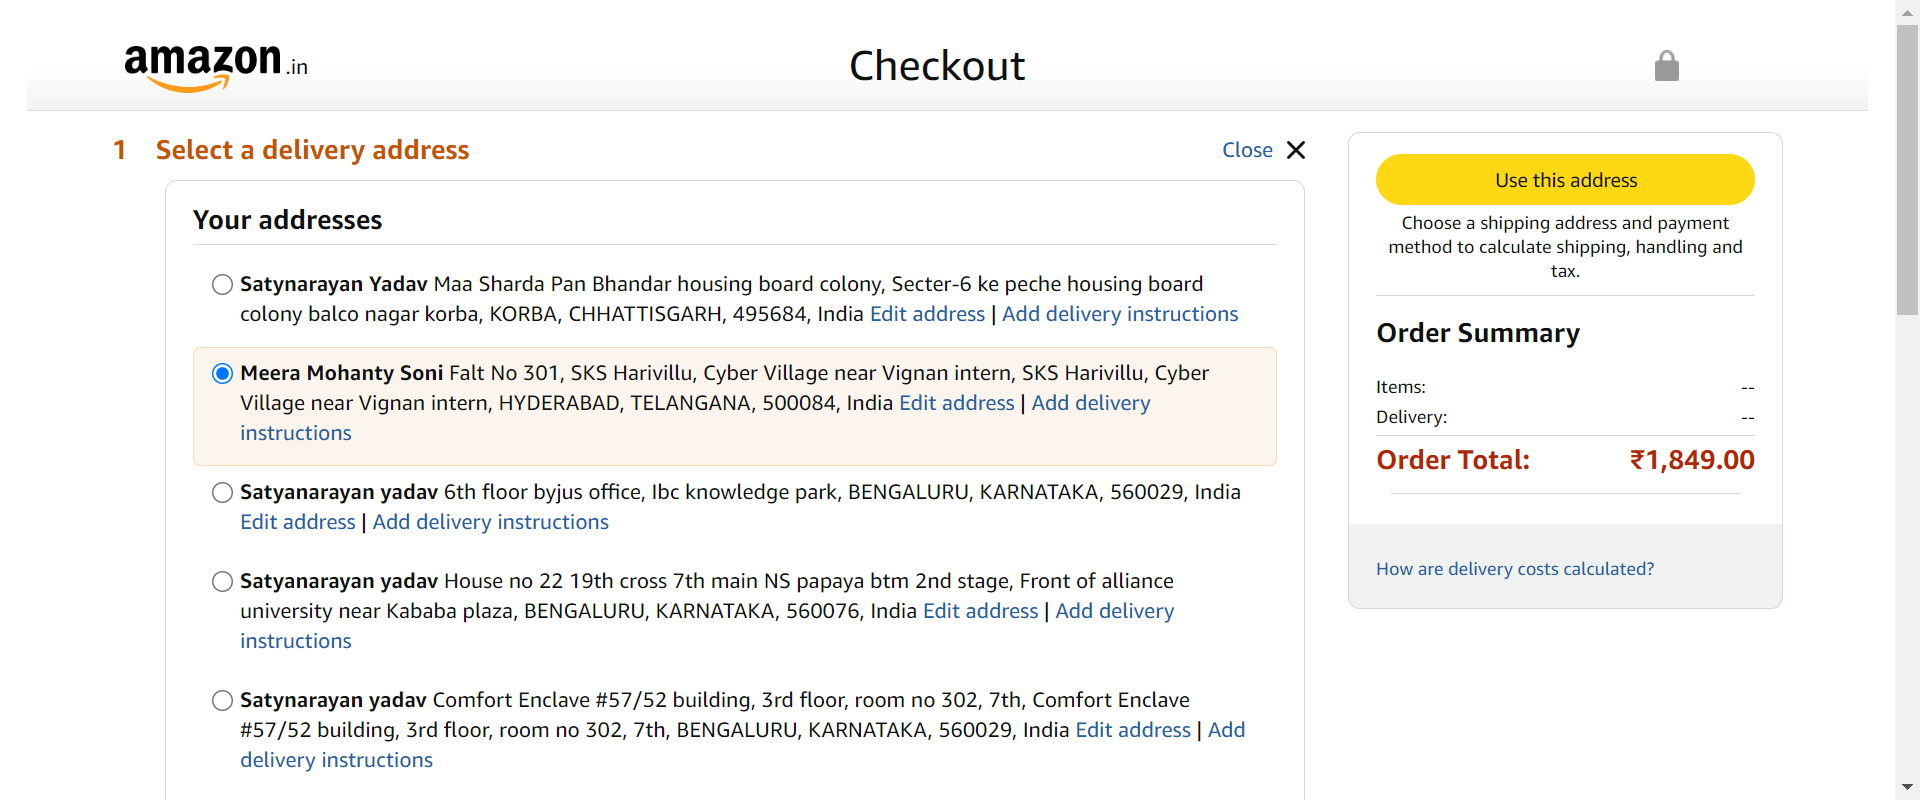 amazon.in
Checkout
1 Select a delivery address
Close
Your addresses
Satynarayan Yadav Maa Sharda Pan Bhandar housing board colony, Secter-6 ke peche housing board
colony balco nagar korba, KORBA, CHHATTISGARH, 495684, India Edit address | Add delivery instructions
Meera Mohanty Soni Falt No 301, SKS Harivillu, Cyber Village near Vignan intern, SKS Harivillu, Cyber
Village near Vignan intern, HYDERABAD, TELANGANA, 500084, India Edit address | Add delivery
instructions
Satyanarayan yadav 6th floor byjus office, Ibc knowledge park, BENGALURU, KARNATAKA, 560029, India
Edit address | Add delivery instructions
Satyanarayan yadav House no 22 19th cross 7th main NS papaya btm 2nd stage, Front of alliance
university near Kababa plaza, BENGALURU, KARNATAKA, 560076, India Edit address | Add delivery
instructions
Satynarayan yadav Comfort Enclave #57/52 building, 3rd floor, room no 302, 7th, Comfort Enclave
#57/52 building, 3rd floor, room no 302, 7th, BENGALURU, KARNATAKA, 560029, India Edit address | Add
delivery instructions
Use this address
Choose a shipping address and payment
method to calculate shipping, handling and
tax.
Order Summary
Items: --
Delivery: --
Order Total: ₹1,849.00
How are delivery costs calculated?